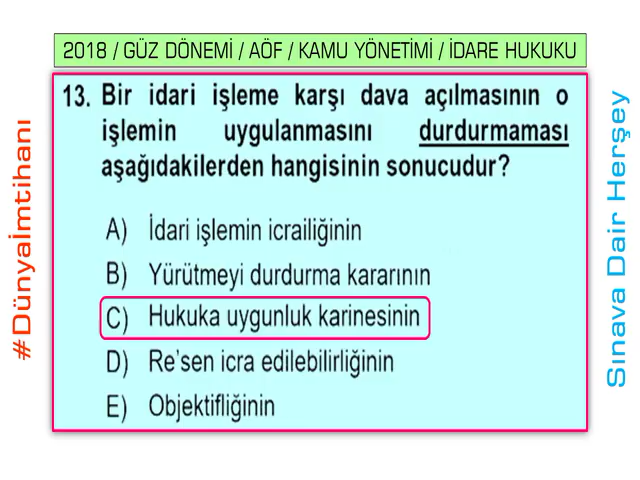 2018 / GÜZ DÖNEMİ / AÖF / KAMU YÖNETİMİ / İDARE HUKUKU
#Dünyaİmtihanı
13. Bir idari işleme karşı dava açılmasının o
işlemin uygulanmasını durdurmaması
aşağıdakilerden hangisinin sonucudur?
A) İdari işlemin icrailiğinin
B) Yürütmeyi durdurma kararının
C) Hukuka uygunluk karinesinin
D) Re'sen icra edilebilirliğinin
E) Objektifliğinin
Sınava Dair Herşey